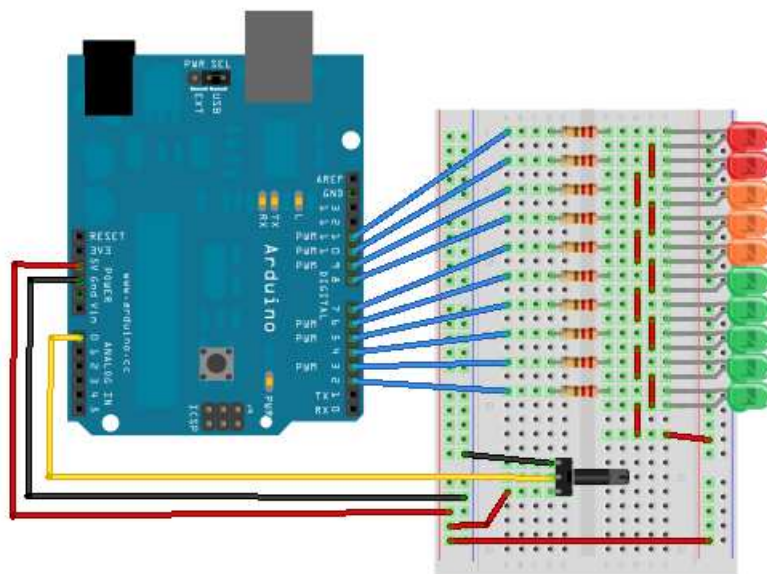 PWR SEL
EXT
USB
AREF
GND
13
12
PWM 11
PWM 10
PWM 9
8
DIGITAL
7
PWM 6
PWM 5
4
PWM 3
2
TX 1
RX 0
RX
TX
L
Arduino
www.arduino.cc
RESET
3V3
5V
Gnd
Vin
POWER
ANALOG IN
0
1
2
3
4
5
ICSP
PWR